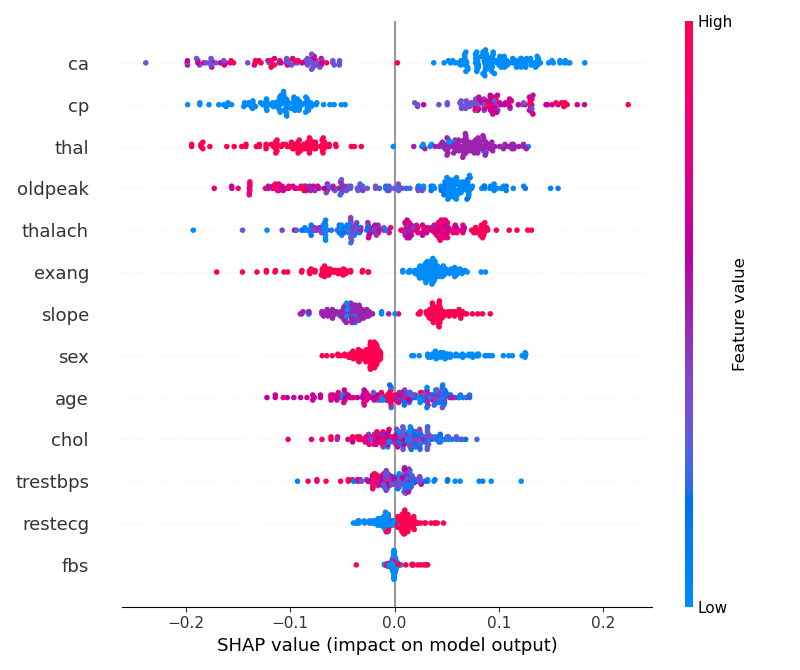 High
ca
cp
thal
oldpeak
thalach
exang
slope
sex
age
chol
trestbps
restecg
fbs
Feature value
Low
−0.2 −0.1 0.0 0.1 0.2
SHAP value (impact on model output)